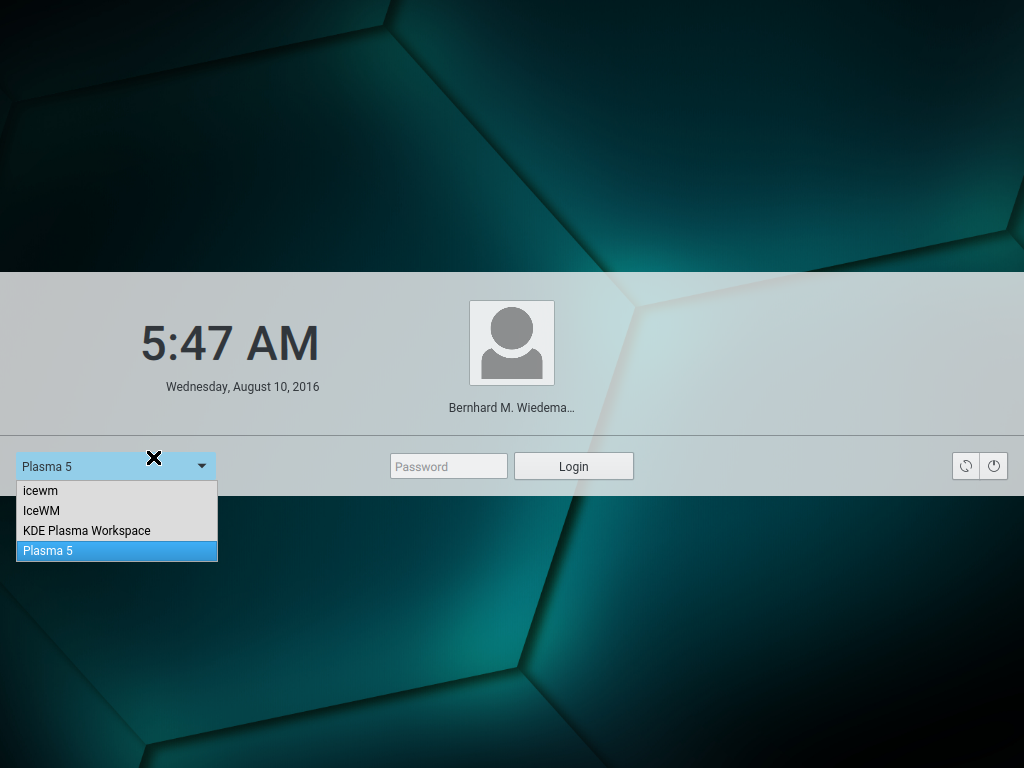 5:47 AM
Wednesday, August 10, 2016
Bernhard M. Wiedema...
Plasma 5
Password
Login
icewm
IceWM
KDE Plasma Workspace
Plasma 5